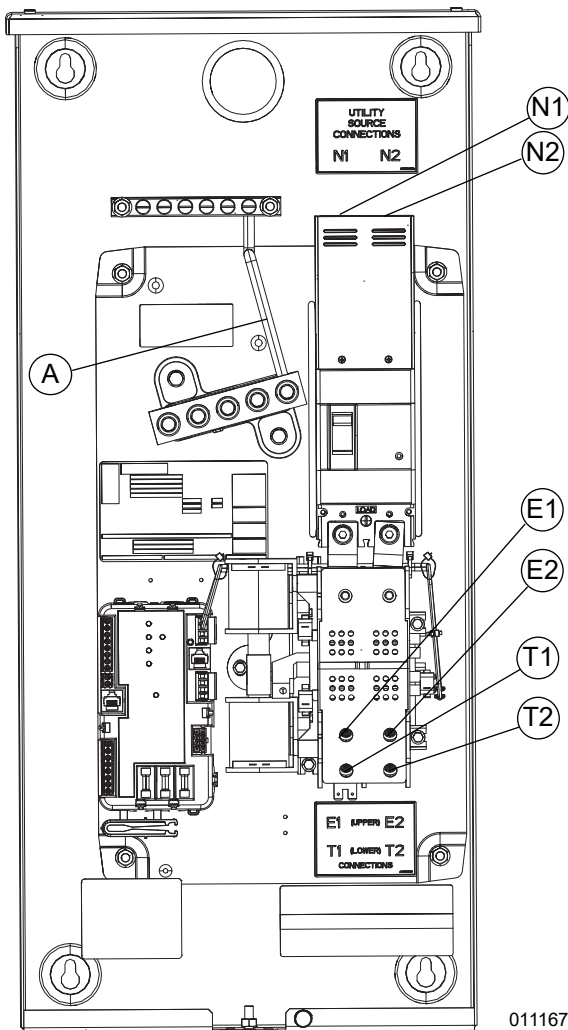 UTILITY
SOURCE
CONNECTIONS
N1 N2
N1
N2
A
LOAD
E1
E2
T1
T2
E1 (UPPER) E2
T1 (LOWER) T2
CONNECTIONS
011167